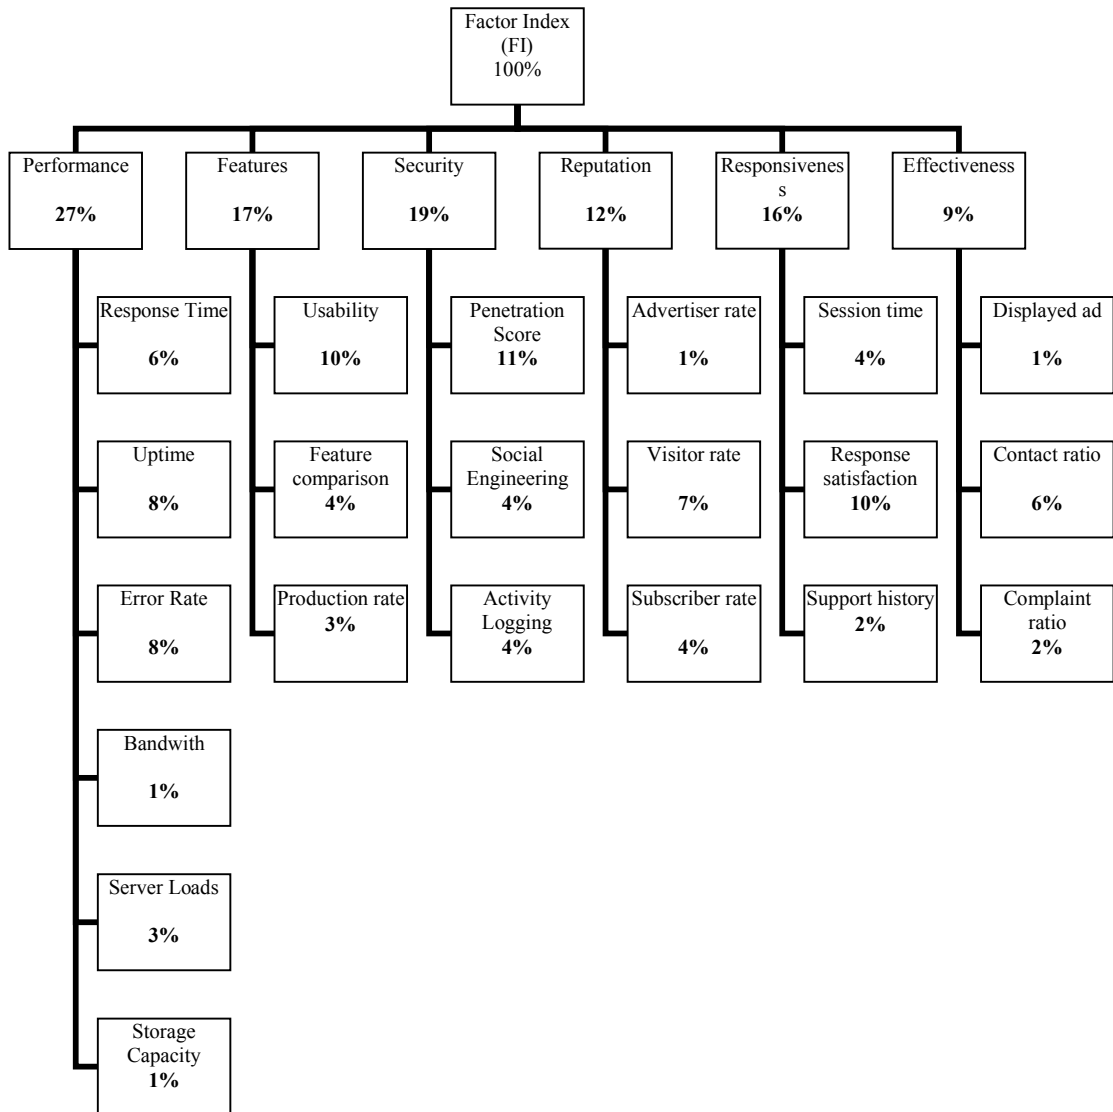 Factor Index
(FI)
100%
Performance
27%
Features
17%
Security
19%
Reputation
12%
Responsivenes
s
16%
Effectiveness
9%
Response Time
6%
Usability
10%
Penetration
Score
11%
Advertiser rate
1%
Session time
4%
Displayed ad
1%
Uptime
8%
Feature
comparison
4%
Social
Engineering
4%
Visitor rate
7%
Response
satisfaction
10%
Contact ratio
6%
Error Rate
8%
Production rate
3%
Activity
Logging
4%
Subscriber rate
4%
Support history
2%
Complaint
ratio
2%
Bandwith
1%
Server Loads
3%
Storage
Capacity
1%